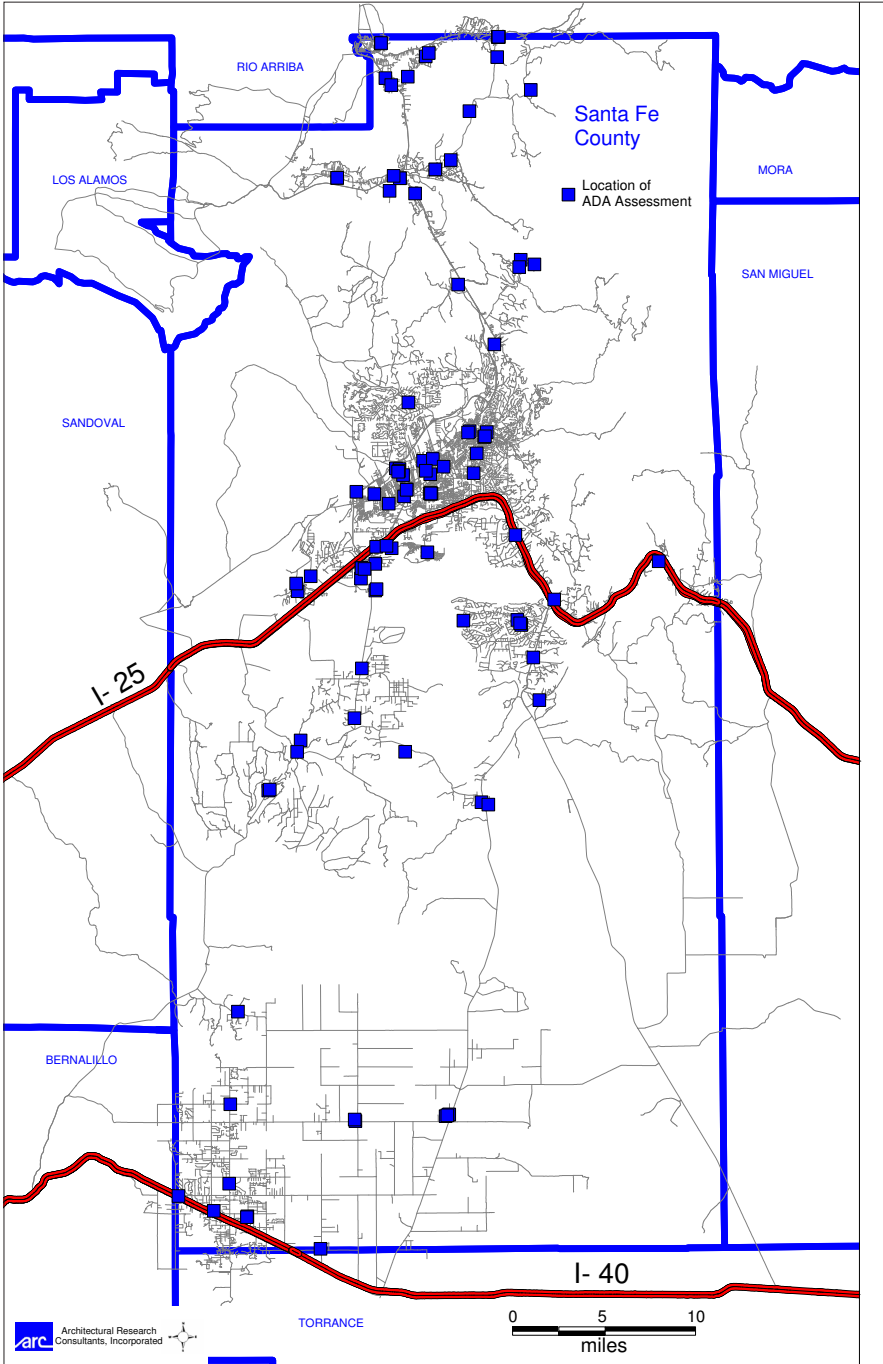 RIO ARRIBA
Santa Fe
County
LOS ALAMOS
MORA
Location of
ADA Assessment
SAN MIGUEL
SANDOVAL
I- 25
BERNALILLO
I- 40
TORRANCE
0 5 10
miles
arc
Architectural Research
Consultants, Incorporated